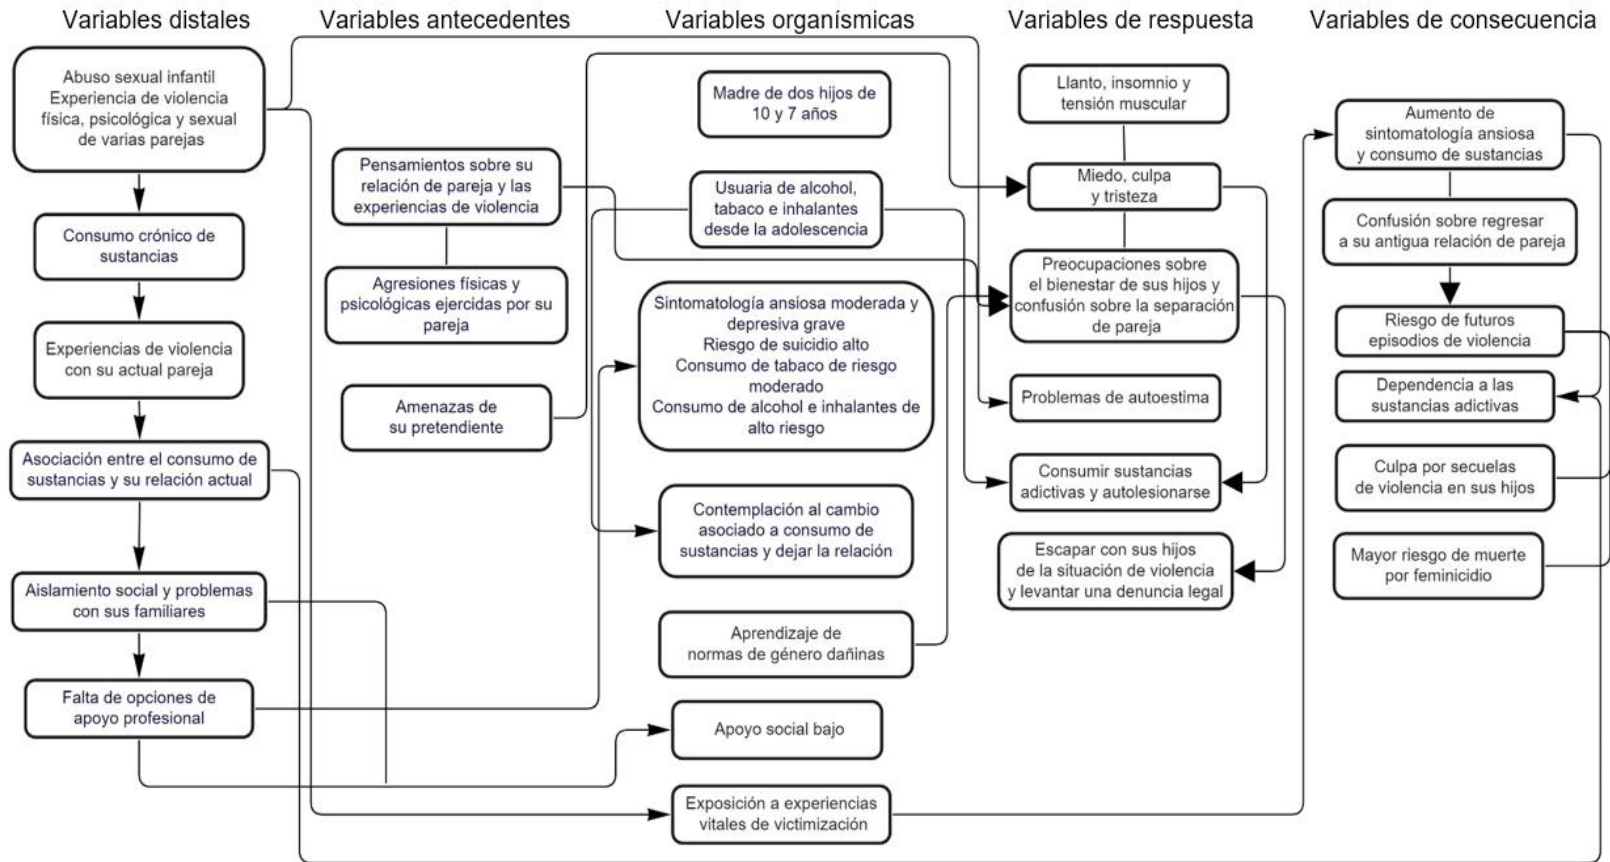 Variables distales
Variables antecedentes
Variables organísmicas
Variables de respuesta
Variables de consecuencia
Abuso sexual infantil
Experiencia de violencia
física, psicológica y sexual
de varias parejas
Consumo crónico de
sustancias
Experiencias de violencia
con su actual pareja
Asociación entre el consumo de
sustancias y su relación actual
Aislamiento social y problemas
con sus familiares
Falta de opciones de
apoyo profesional
Pensamientos sobre su
relación de pareja y las
experiencias de violencia
Agresiones físicas y
psicológicas ejercidas por su
pareja
Amenazas de
su pretendiente
Madre de dos hijos de
10 y 7 años
Usuaria de alcohol,
tabaco e inhalantes
desde la adolescencia
Sintomatología ansiosa moderada y
depresiva grave
Riesgo de suicidio alto
Consumo de tabaco de riesgo
moderado
Consumo de alcohol e inhalantes de
alto riesgo
Contemplación al cambio
asociado a consumo de
sustancias y dejar la relación
Aprendizaje de
normas de género dañinas
Apoyo social bajo
Exposición a experiencias
vitales de victimización
Llanto, insomnio y
tensión muscular
Miedo, culpa
y tristeza
Preocupaciones sobre
el bienestar de sus hijos y
confusión sobre la separación
de pareja
Problemas de autoestima
Consumir sustancias
adictivas y autolesionarse
Escapar con sus hijos
de la situación de violencia
y levantar una denuncia legal
Aumento de
sintomatología ansiosa
y consumo de sustancias
Confusión sobre regresar
a su antigua relación de pareja
Riesgo de futuros
episodios de violencia
Dependencia a las
sustancias adictivas
Culpa por secuelas
de violencia en sus hijos
Mayor riesgo de muerte
por feminicidio